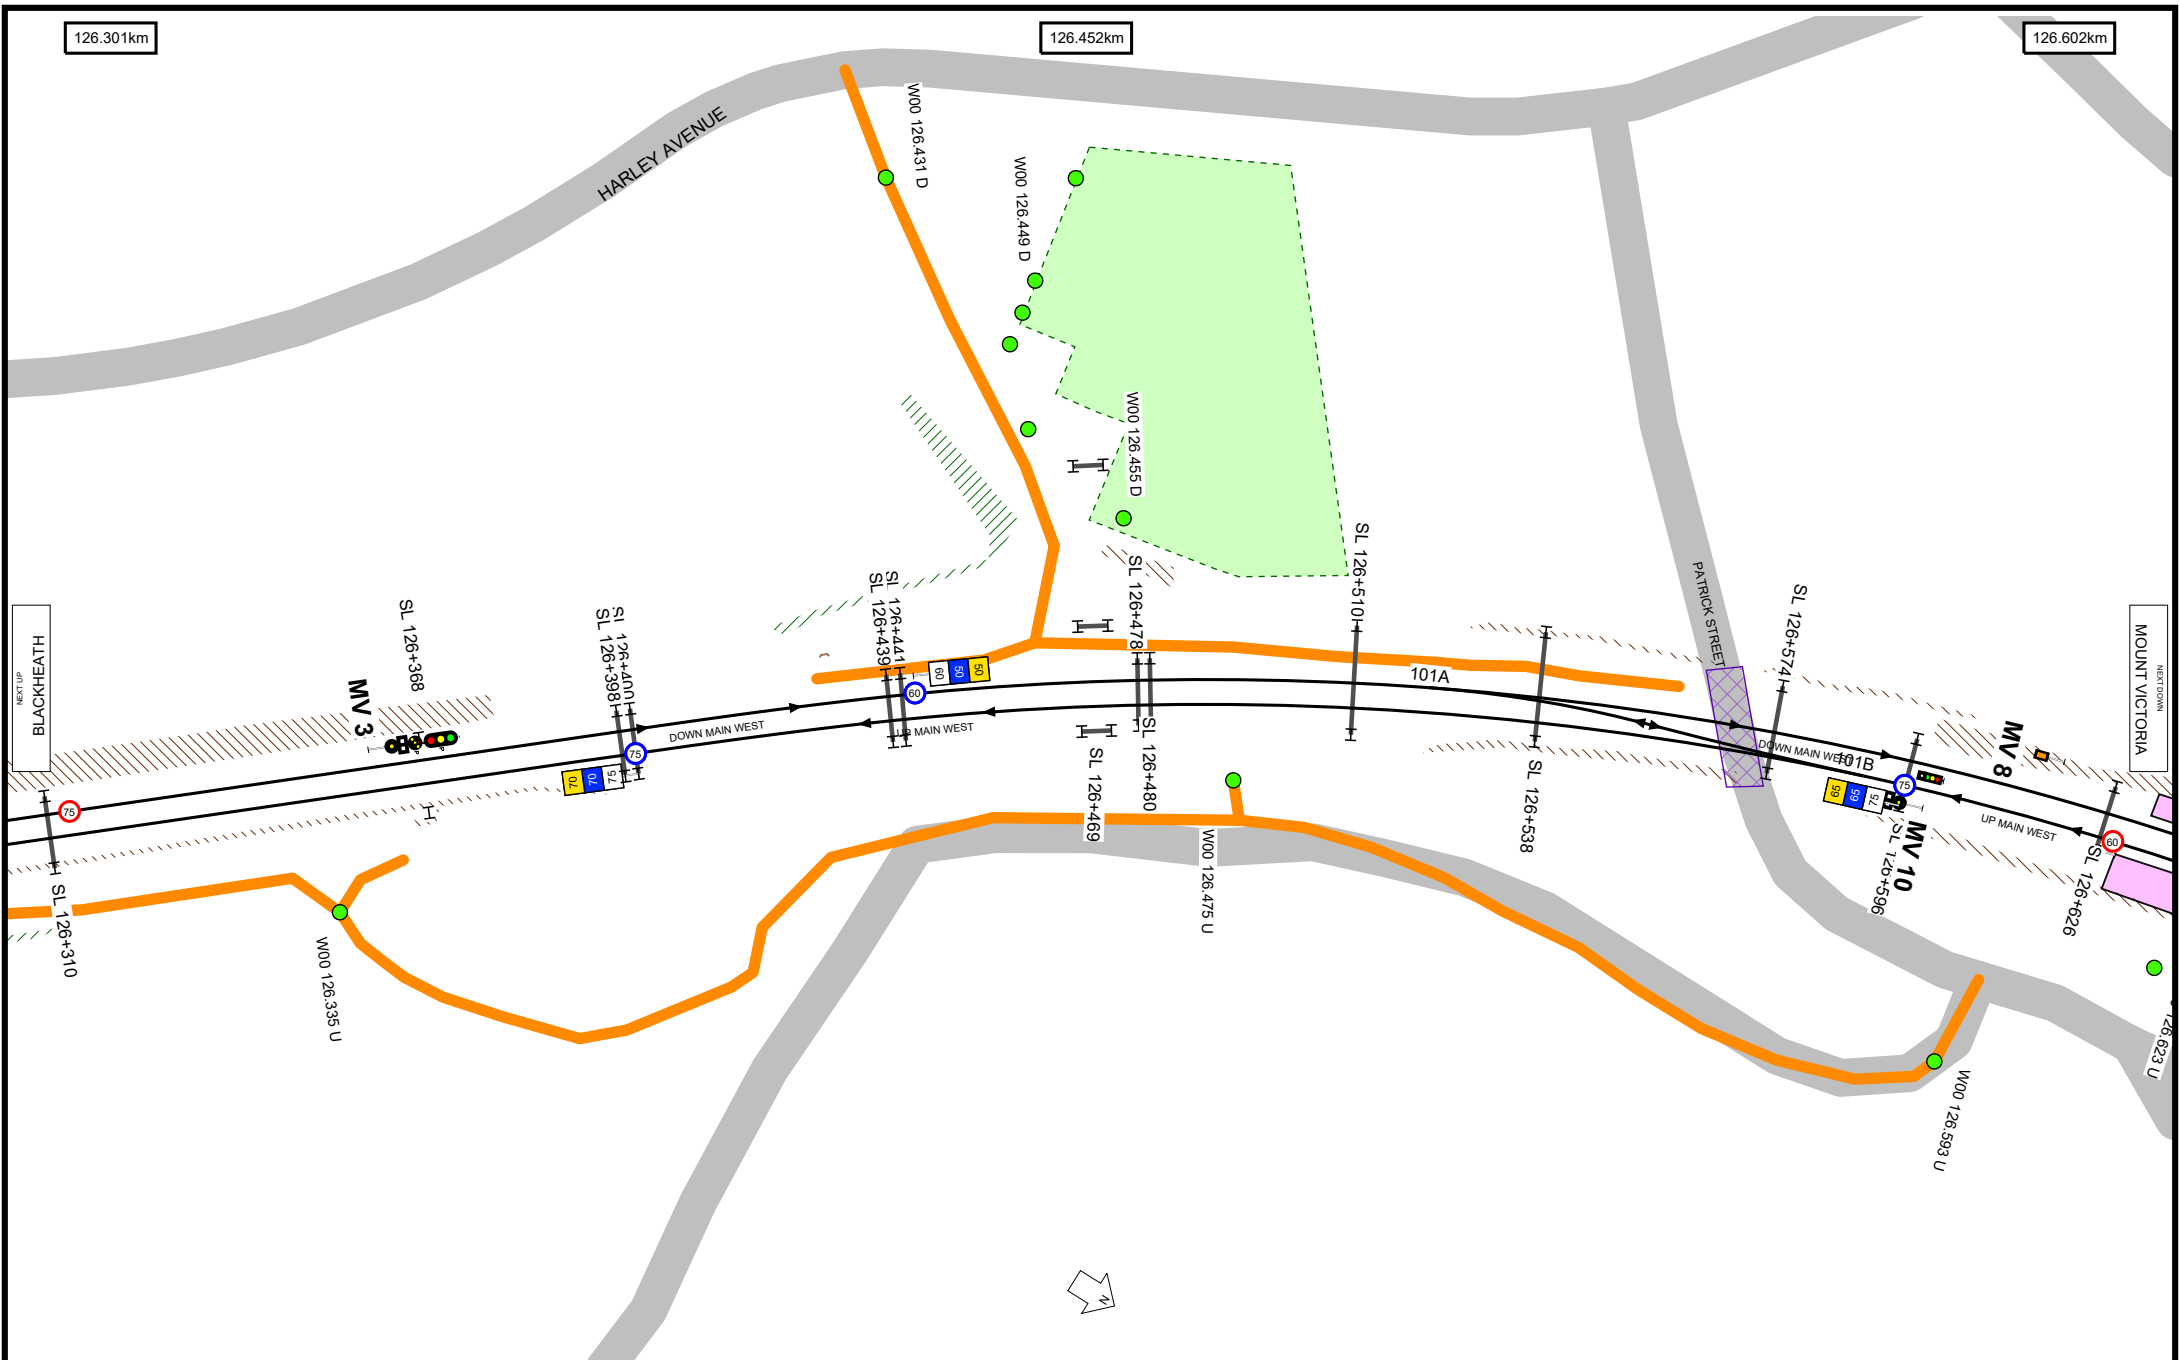 126.301km
126.452km
126.602km
HARLEY AVENUE
W00 126.431 D
W00 126.449 D
W00 126.455 D
PATRICK STREET
NEXT UP
BLACKHEATH
NEXT DOWN
MOUNT VICTORIA
SL 126+310
SL 126+368
MV 3
SL 126+398
SL 126+400
SL 126+439
SL 126+441
SL 126+478
SL 126+480
SL 126+469
SL 126+510
SL 126+538
SL 126+574
SL 126+596
SL 126+626
75
75
60
75
60
70
70
75
60
50
50
65
65
75
DOWN MAIN WEST
UP MAIN WEST
DOWN MAIN WEST
UP MAIN WEST
101A
101B
MV 8
MV 10
W00 126.335 U
W00 126.475 U
W00 126.593 U
126.623 U
N